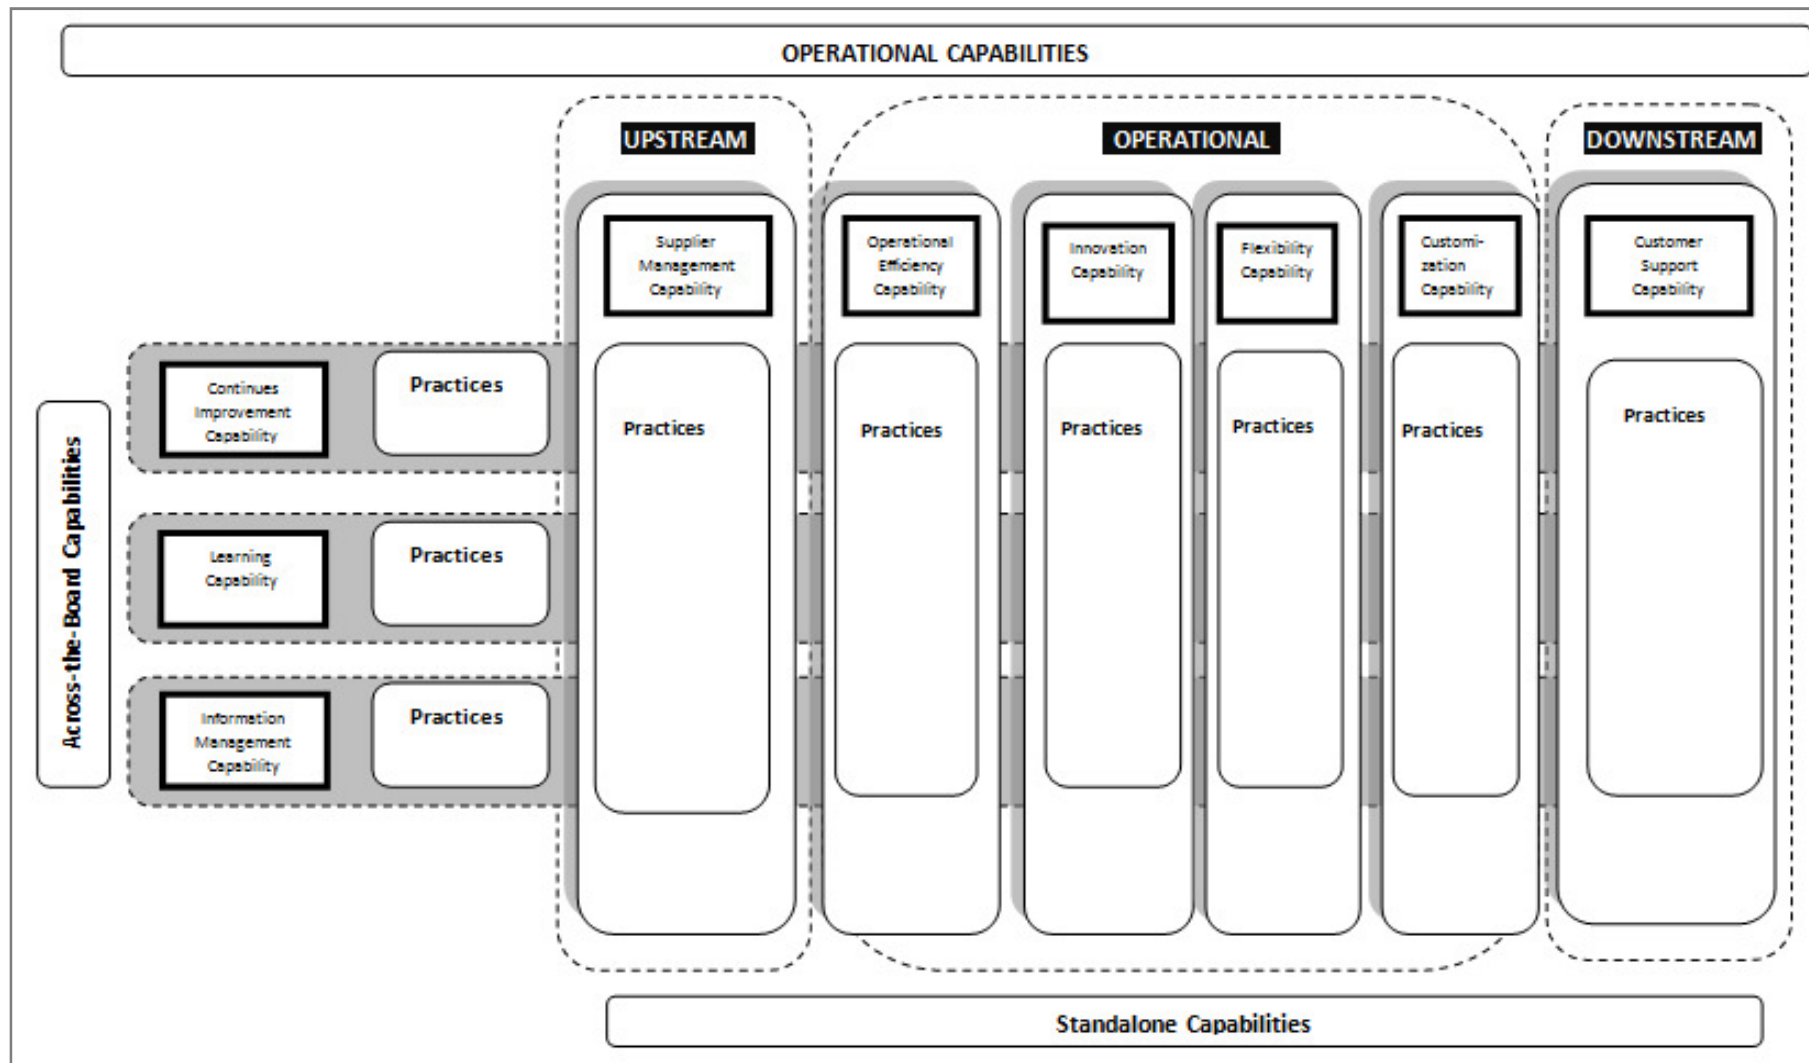 OPERATIONAL CAPABILITIES
UPSTREAM
OPERATIONAL
DOWNSTREAM
Supplier
Management
Capability
Operational
Efficiency
Capability
Innovation
Capability
Flexibility
Capability
Customi-
zation
Capability
Customer
Support
Capability
Practices
Practices
Practices
Practices
Practices
Practices
Across-the-Board Capabilities
Continues
Improvement
Capability
Practices
Learning
Capability
Practices
Information
Management
Capability
Practices
Standalone Capabilities